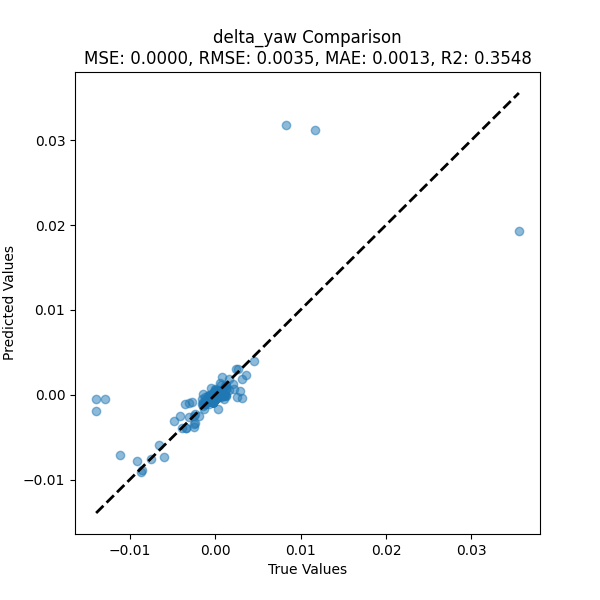 delta_yaw Comparison
MSE: 0.0000, RMSE: 0.0035, MAE: 0.0013, R2: 0.3548
0.03
0.02
0.01
0.00
−0.01
Predicted Values
−0.01 0.00 0.01 0.02 0.03
True Values